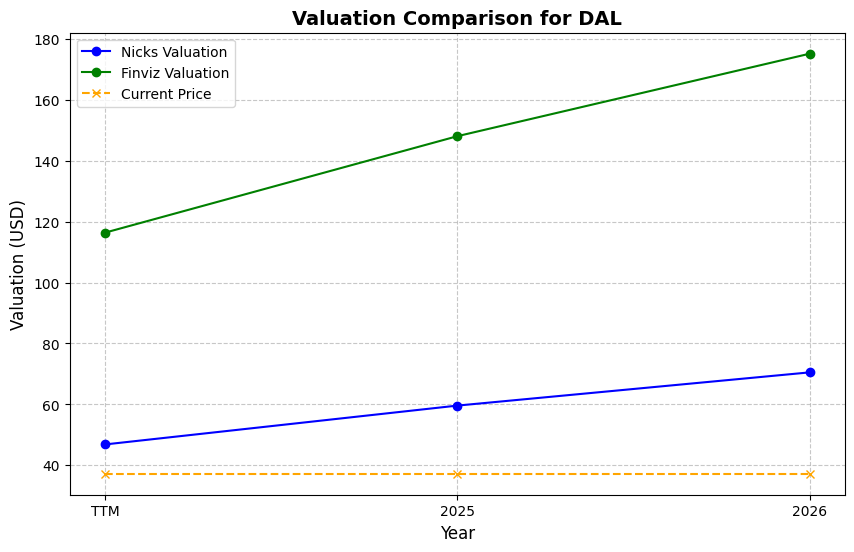 Valuation Comparison for DAL
Nicks Valuation
Finviz Valuation
Current Price
Valuation (USD)
180
160
140
120
100
80
60
40
TTM 2025 2026
Year